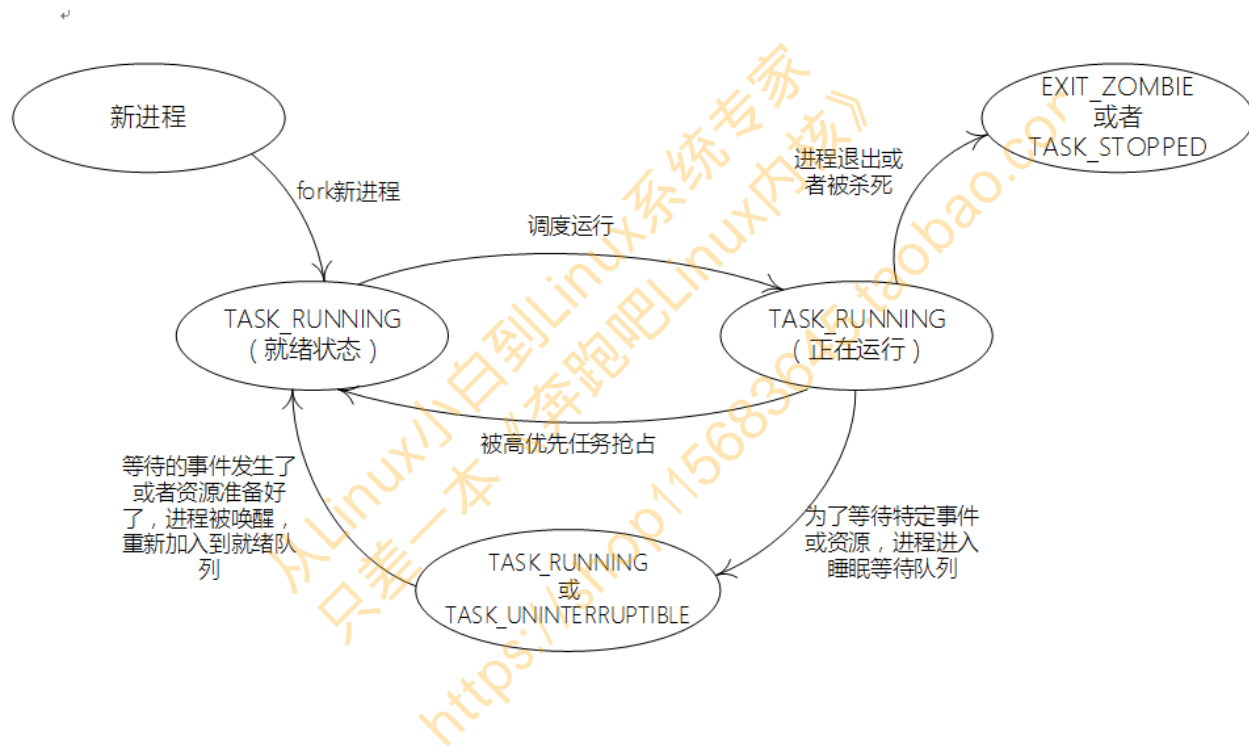 新进程
fork新进程
EXIT_ZOMBIE
或者
TASK_STOPPED
进程退出或
者被杀死
调度运行
TASK_RUNNING
（就绪状态）
TASK_RUNNING
（正在运行）
被高优先任务抢占
等待的事件发生了
或者资源准备好
了，进程被唤醒，
重新加入到就绪队
列
为了等待特定事件
或资源，进程进入
睡眠等待队列
TASK_RUNNING
或
TASK_UNINTERRUPTIBLE
从Linux小白到Linux系统专家
只差一本《奔跑吧Linux内核》
https://shop115683645.taobao.com